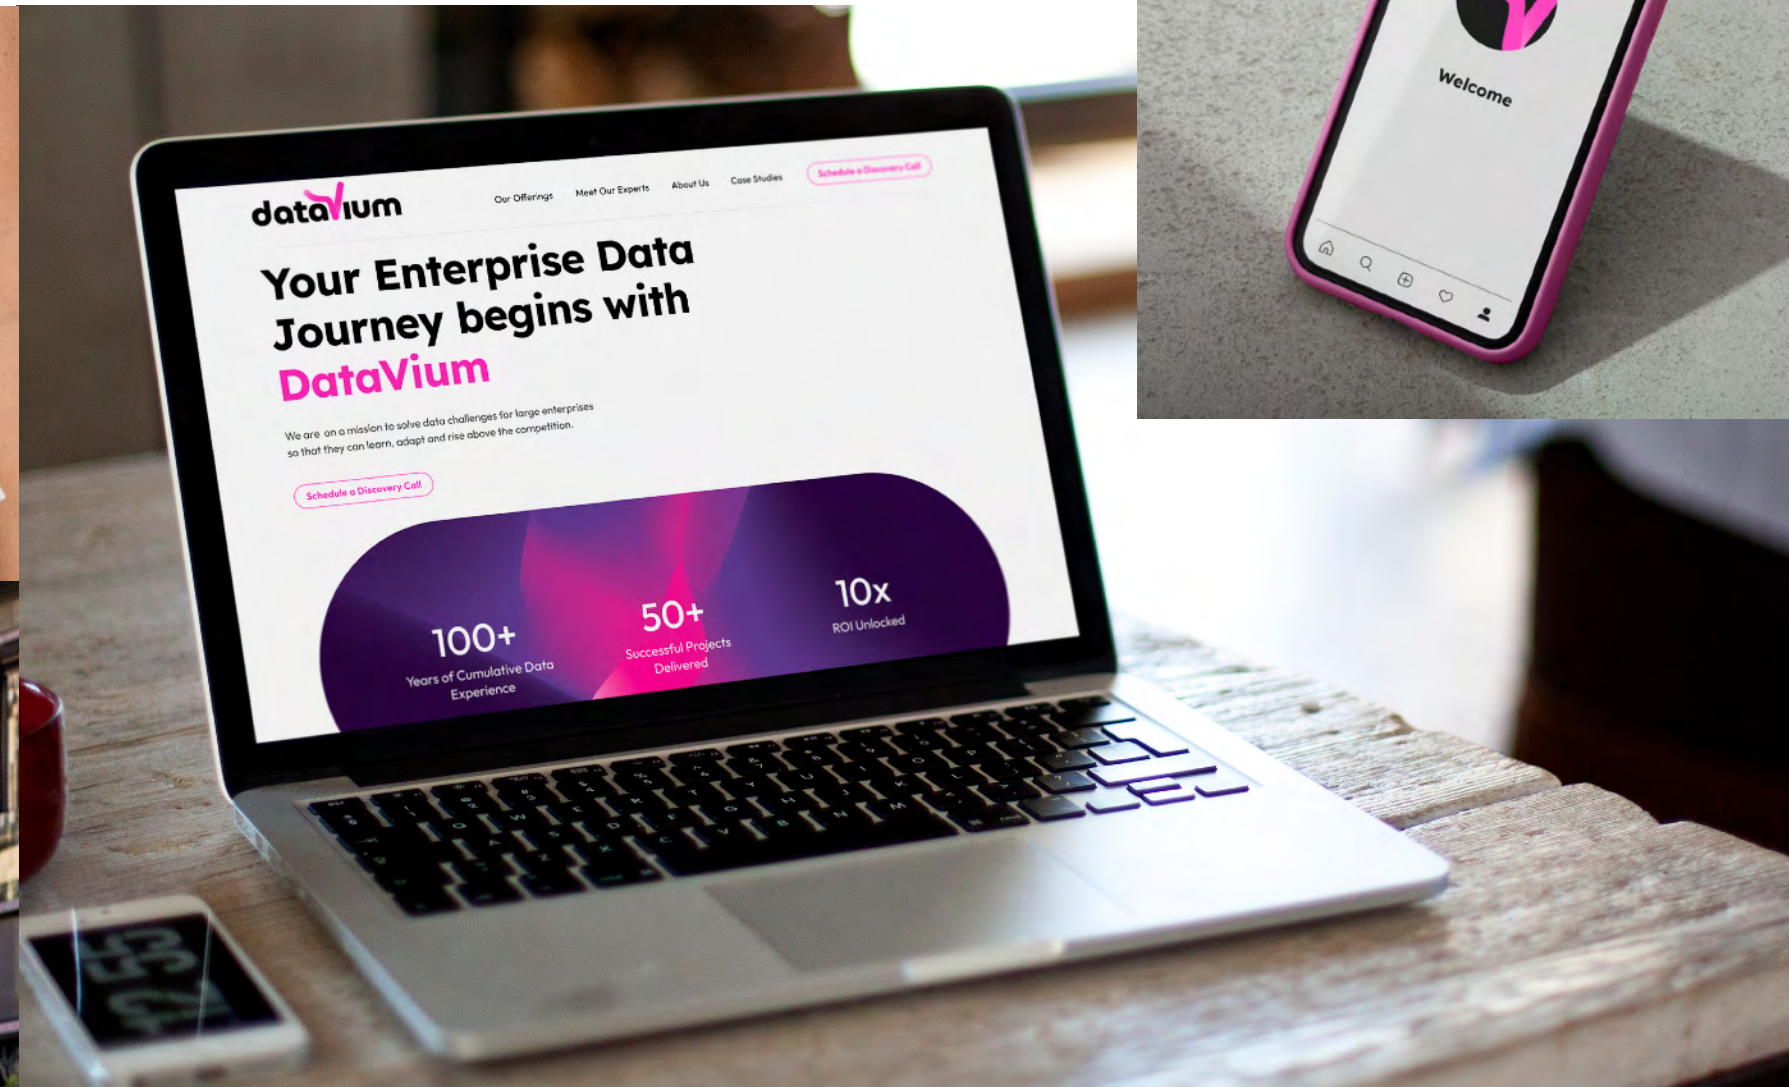 dataVium
Our Offerings
Meet Our Experts
About Us
Case Studies
Schedule a Discovery Call
Your Enterprise Data
Journey begins with
DataVium
We are on a mission to solve data challenges for large enterprises
so that they can learn, adapt and rise above the competition.
Schedule a Discovery Call
100+
Years of Cumulative Data
Experience
50+
Successful Projects
Delivered
10x
ROI Unlocked
Welcome